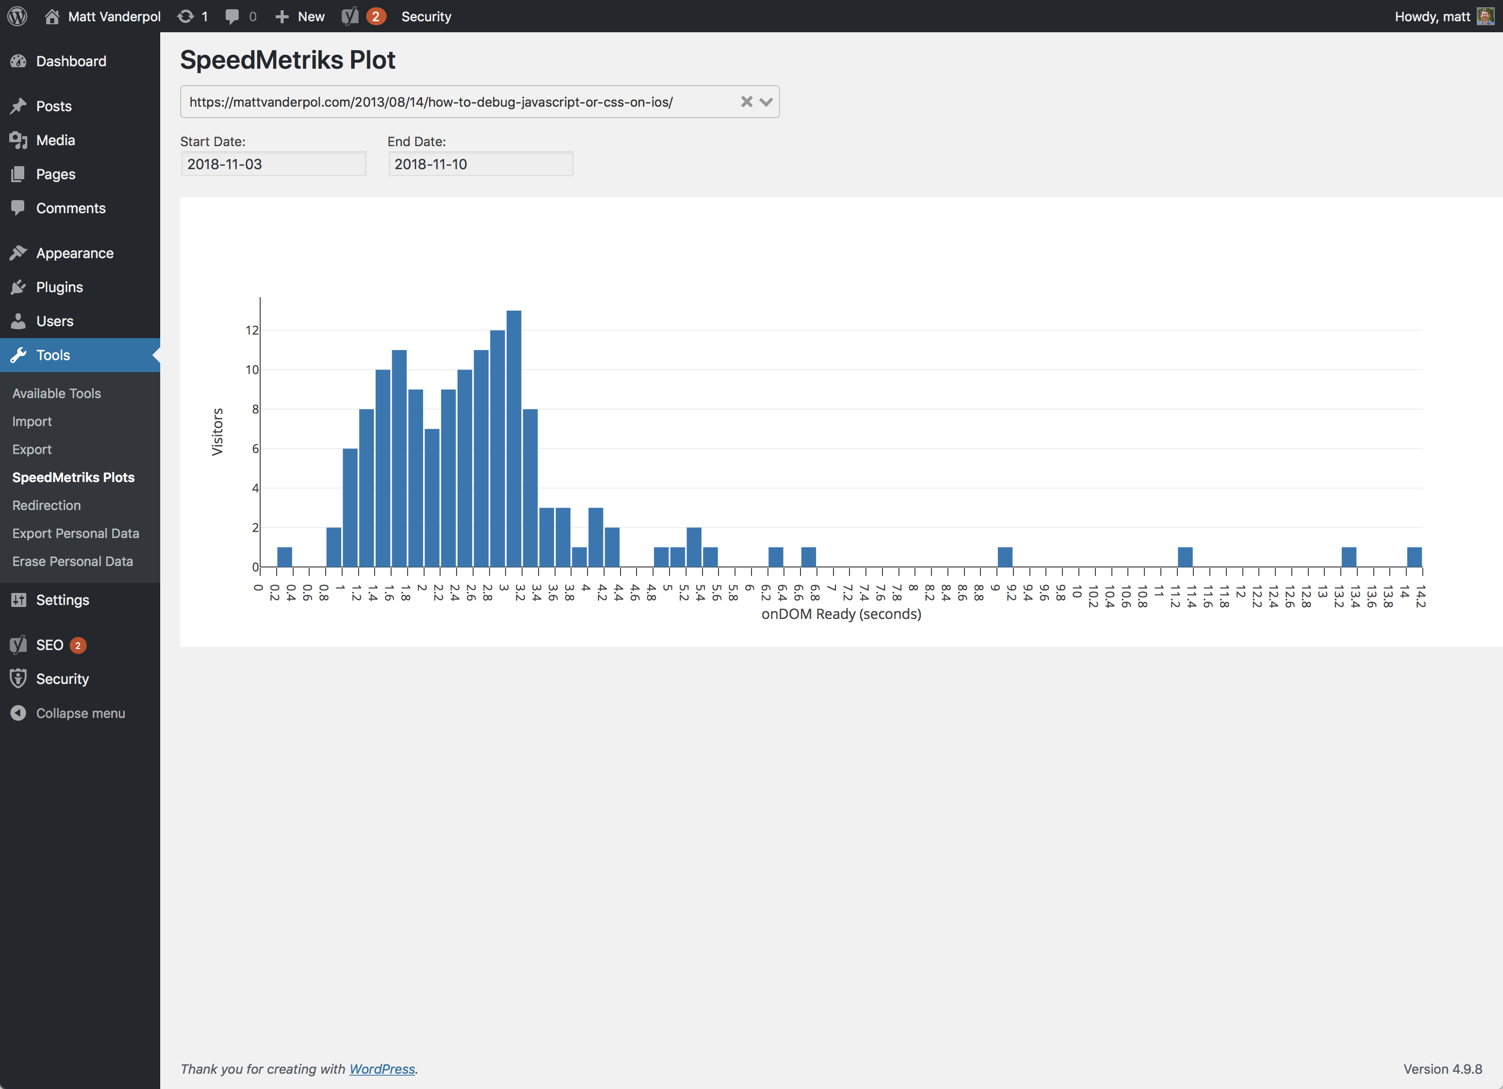 Matt Vanderpol 1 0 New 2 Security Howdy, matt
Dashboard
Posts
Media
Pages
Comments
Appearance
Plugins
Users
Tools
Available Tools
Import
Export
SpeedMetriks Plots
Redirection
Export Personal Data
Erase Personal Data
Settings
SEO 2
Security
Collapse menu
SpeedMetriks Plot
https://mattvanderpol.com/2013/08/14/how-to-debug-javascript-or-css-on-ios/
Start Date: End Date:
2018-11-03 2018-11-10
Visitors
12
10
8
6
4
2
0
0 0.2 0.4 0.6 0.8 1 1.2 1.4 1.6 1.8 2 2.2 2.4 2.6 2.8 3 3.2 3.4 3.6 3.8 4 4.2 4.4 4.6 4.8 5 5.2 5.4 5.6 5.8 6 6.2 6.4 6.6 6.8 7 7.2 7.4 7.6 7.8 8 8.2 8.4 8.6 8.8 9 9.2 9.4 9.6 9.8 10 10.2 10.4 10.6 10.8 11 11.2 11.4 11.6 11.8 12 12.2 12.4 12.6 12.8 13 13.2 13.4 13.6 13.8 14 14.2
onDOM Ready (seconds)
Thank you for creating with WordPress.
Version 4.9.8